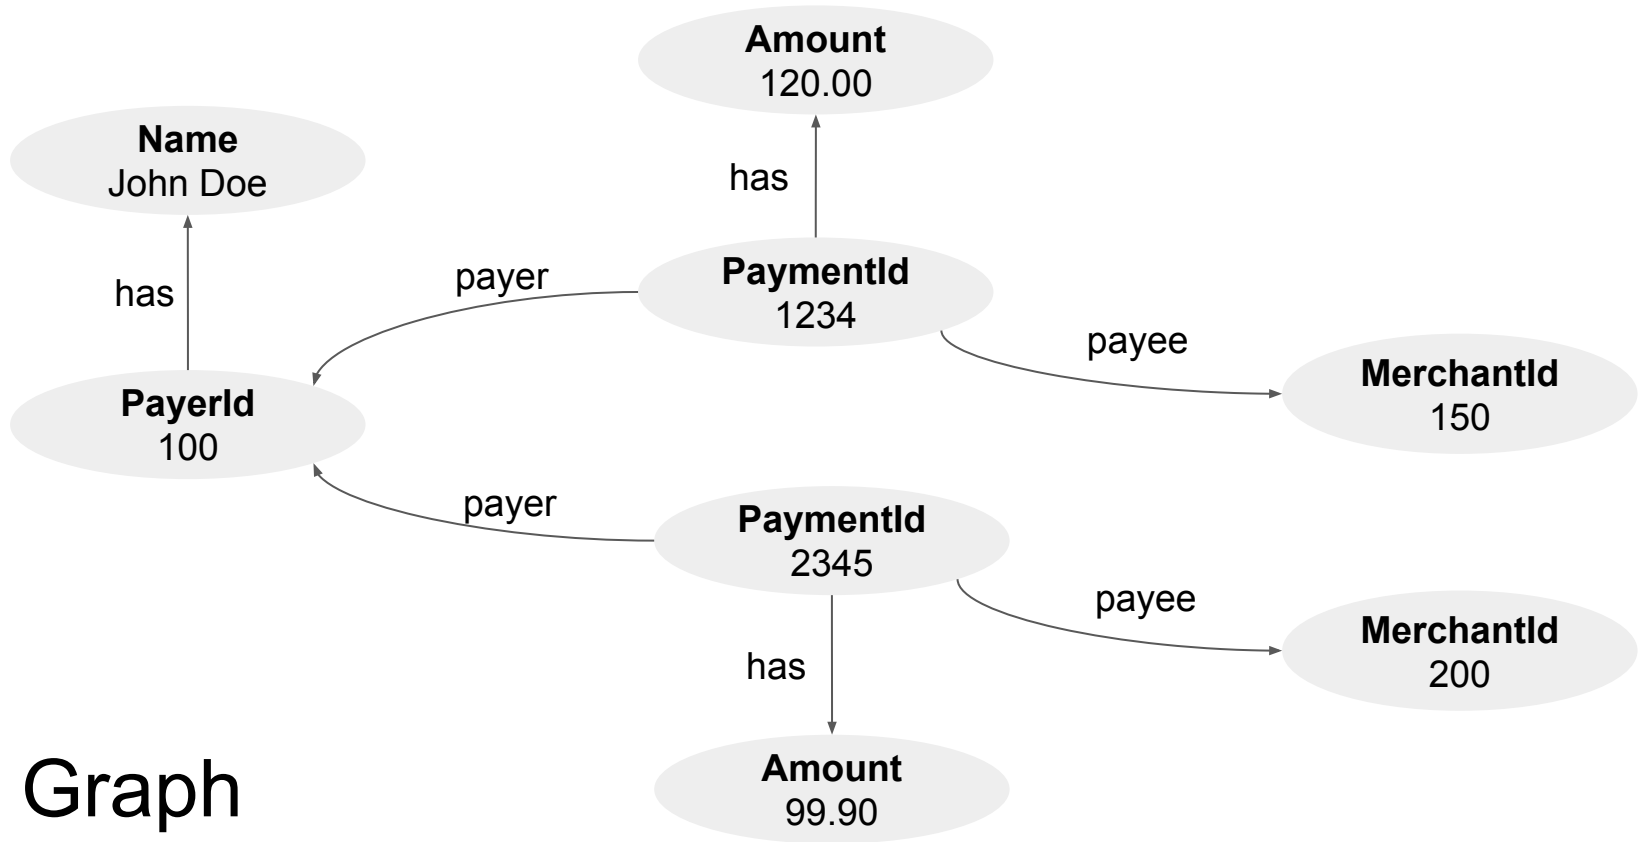 Amount
120.00
Name
John Doe
has
has
payer
PaymentId
1234
payee
MerchantId
150
PayerId
100
payer
PaymentId
2345
payee
MerchantId
200
has
Amount
99.90
Graph